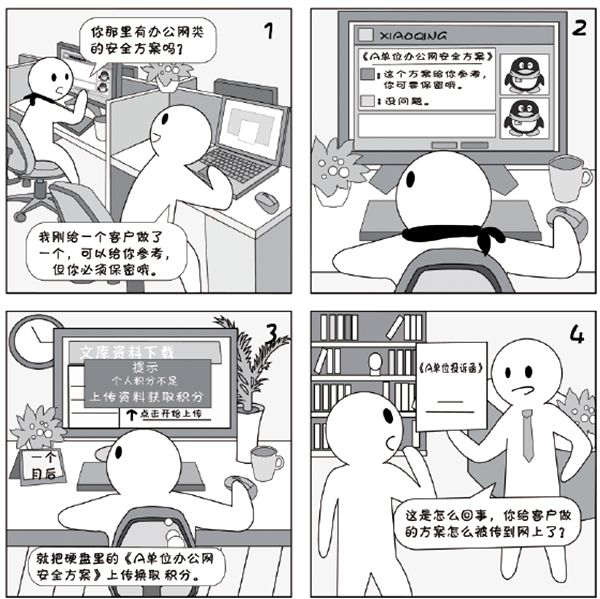 你那里有办公网类
的安全方案吗?
1
我刚给一个客户做了
一个,可以给你参考,
但你必须保密哦。
2
XIAOQING
《A单位办公网安全方案》
:这个方案给你参考,
你可要保密哦。
:没问题。
3
文库资料下载
提示
个人积分不足
上传资料获取积分
点击开始上传
一个
月后
就把硬盘里的《A单位办公网
安全方案》上传换取积分。
4
《A单位投诉函》
这是怎么回事,你给客户做
的方案怎么被传到网上了?